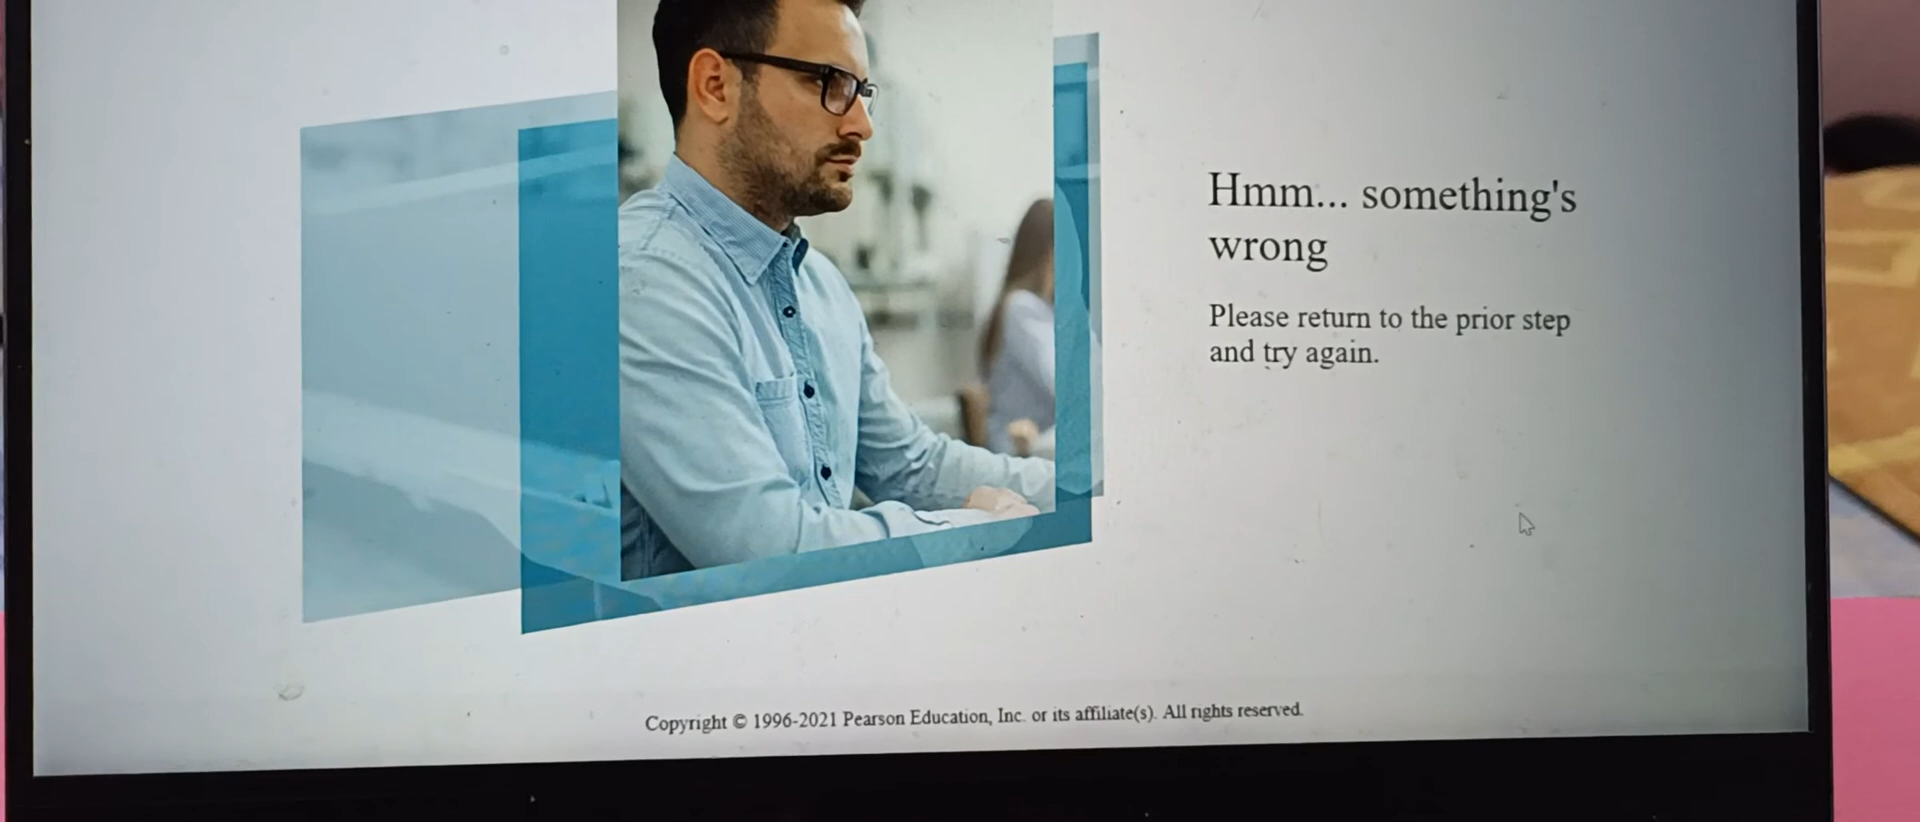 Hmm... something's
wrong
Please return to the prior step
and try again.
Copyright © 1996-2021 Pearson Education, Inc. or its affiliate(s). All rights reserved.